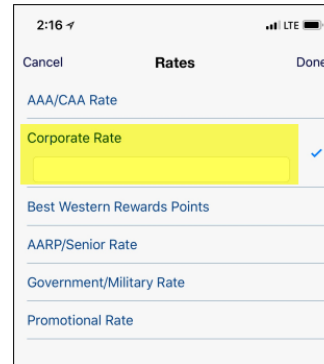 2:16 LTE
Cancel Rates Done
AAA/CAA Rate
Corporate Rate
Best Western Rewards Points
AARP/Senior Rate
Government/Military Rate
Promotional Rate